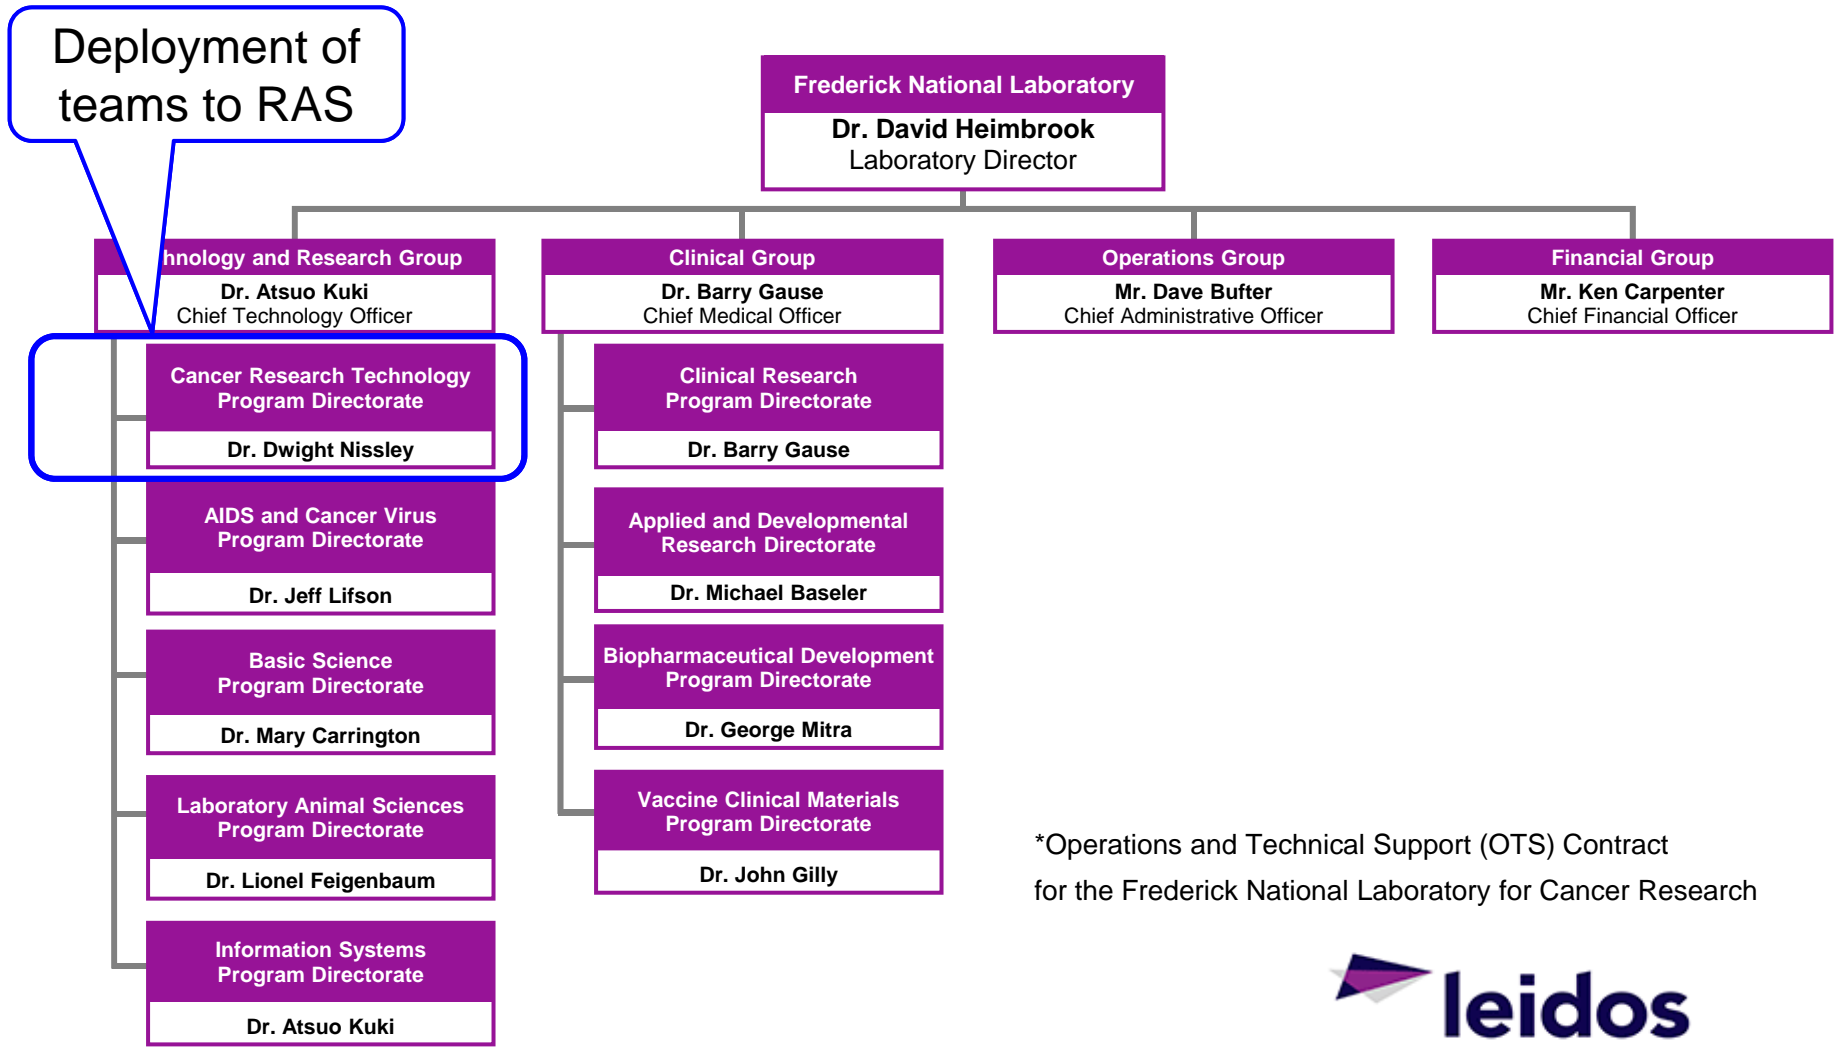 Deployment of
teams to RAS
Frederick National Laboratory
Dr. David Heimbrook
Laboratory Director
hnology and Research Group
Dr. Atsuo Kuki
Chief Technology Officer
Cancer Research Technology
Program Directorate
Dr. Dwight Nissley
AIDS and Cancer Virus
Program Directorate
Dr. Jeff Lifson
Basic Science
Program Directorate
Dr. Mary Carrington
Laboratory Animal Sciences
Program Directorate
Dr. Lionel Feigenbaum
Information Systems
Program Directorate
Dr. Atsuo Kuki
Clinical Group
Dr. Barry Gause
Chief Medical Officer
Clinical Research
Program Directorate
Dr. Barry Gause
Applied and Developmental
Research Directorate
Dr. Michael Baseler
Biopharmaceutical Development
Program Directorate
Dr. George Mitra
Vaccine Clinical Materials
Program Directorate
Dr. John Gilly
Operations Group
Mr. Dave Bufter
Chief Administrative Officer
Financial Group
Mr. Ken Carpenter
Chief Financial Officer
*Operations and Technical Support (OTS) Contract
for the Frederick National Laboratory for Cancer Research
leidos